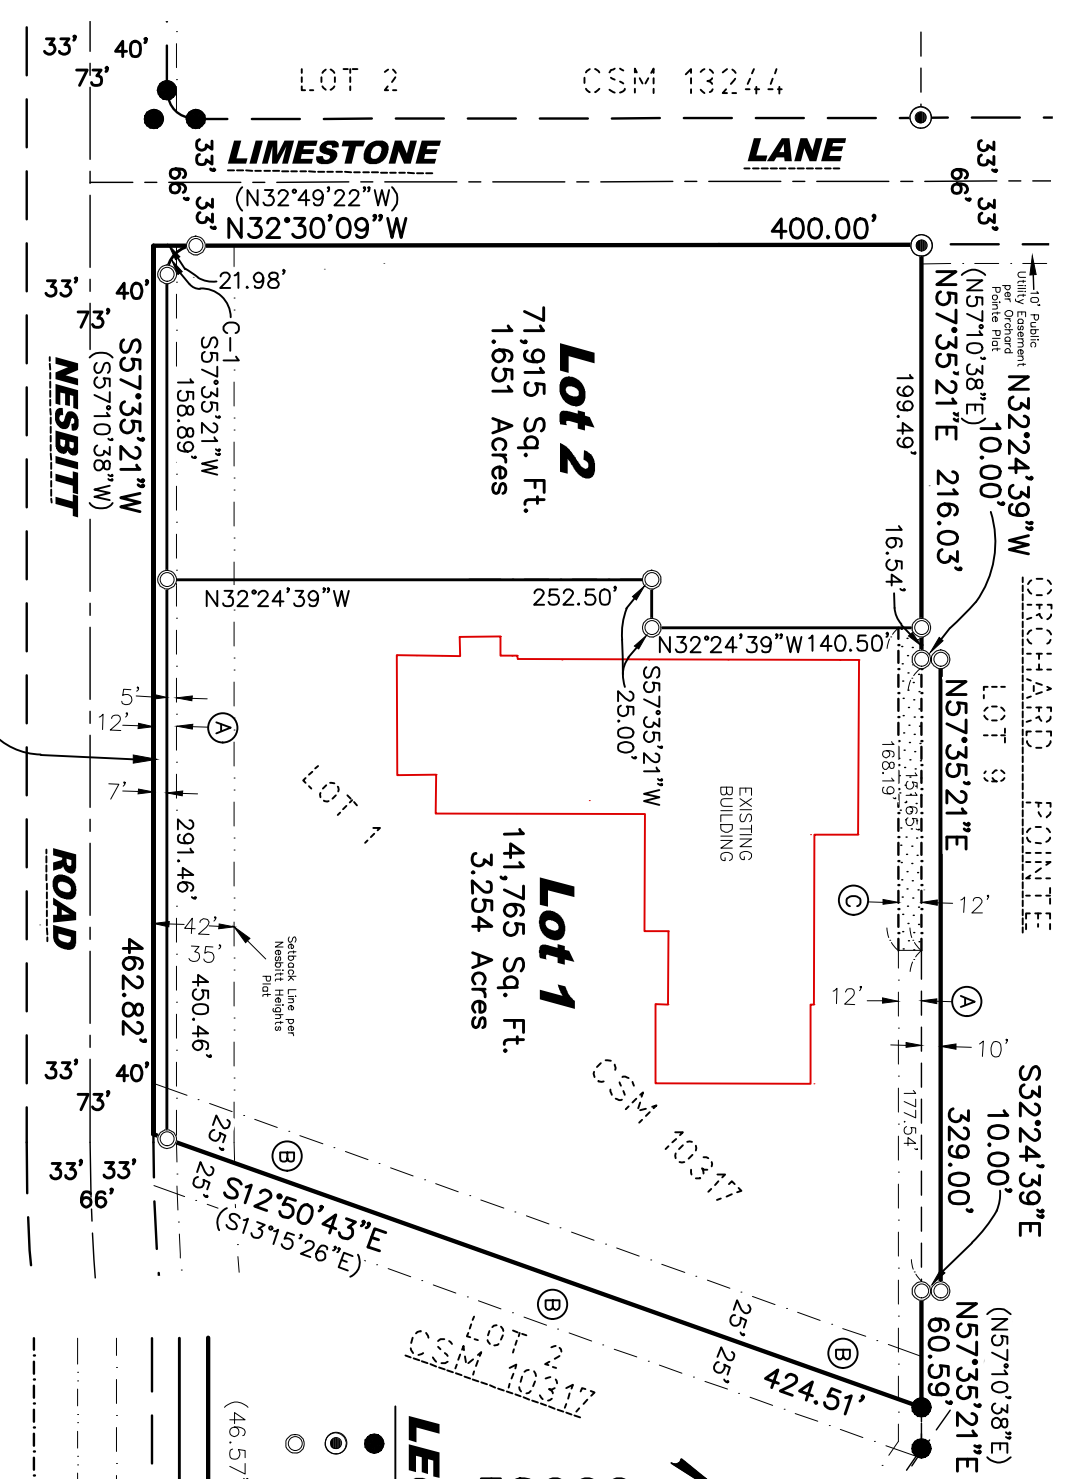 33' 40'
73'
LOT 2
CSM 13244
LIMESTONE
LANE
33'
66'
33'
33'
66'
33'
(N32°49'22"W)
N32°30'09"W
400.00'
21.98'
C-1
33' 40'
73'
S57°35'21"W
158.89'
S57°35'21"W
(S57°10'38"W)
NESBITT
ROAD
10' Public
Utility Easement
per Orchard
Pointe Plat
N32°24'39"W
10.00'
(N57°10'38"E)
N57°35'21"E 216.03'
199.49'
16.54'
Lot 2
71,915 Sq. Ft.
1.651 Acres
N32°24'39"W
252.50'
N32°24'39"W
140.50'
S57°35'21"W
25.00'
ORCHARD POINTE
LOT 9
N57°35'21"E
151.65'
168.19'
EXISTING
BUILDING
LOT 1
5'
12'
A
7'
291.46'
42'
35'
450.46'
462.82'
Setback Line per
Nesbitt Heights
Plat
Lot 1
141,765 Sq. Ft.
3.254 Acres
C
12'
12'
A
10'
177.54'
S32°24'39"E
10.00'
329.00'
CSM 10317
33' 40'
73'
33' 33'
66'
25'
25'
B
S12°50'43"E
(S13°15'26"E)
B
LOT 2
CSM 10317
25'
25'
B
424.51'
(N57°10'38"E)
N57°35'21"E
60.59'
(46.57'
LE